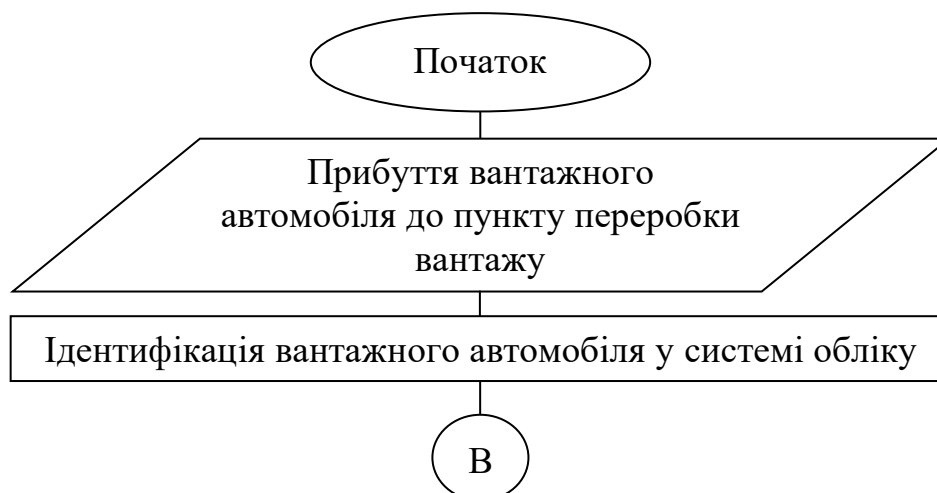 Початок
Прибуття вантажного
автомобіля до пункту переробки
вантажу
Ідентифікація вантажного автомобіля у системі обліку
В